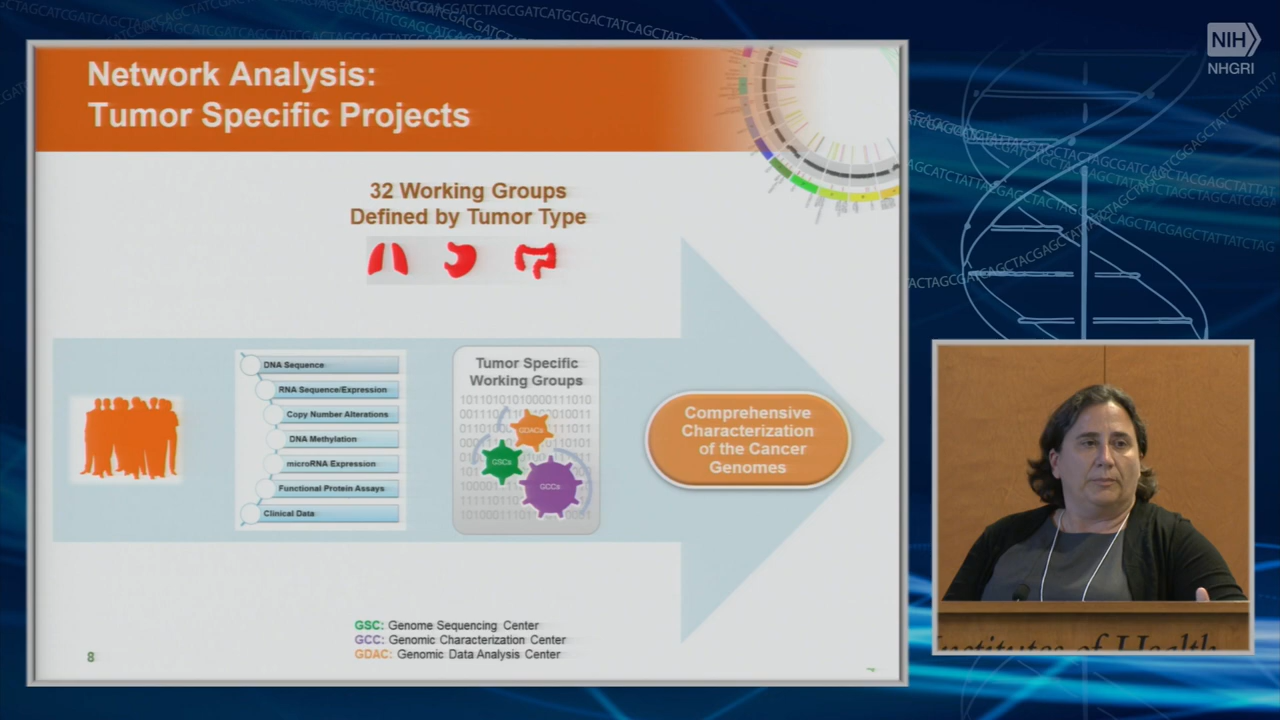 NIH
NHGRI
Network Analysis:
Tumor Specific Projects
32 Working Groups
Defined by Tumor Type
DNA Sequence
RNA Sequence/Expression
Copy Number Alterations
DNA Methylation
microRNA Expression
Functional Protein Assays
Clinical Data
Tumor Specific
Working Groups
GDACs
GSCs
GCCs
Comprehensive
Characterization
of the Cancer
Genomes
GSC: Genome Sequencing Center
GCC: Genomic Characterization Center
GDAC: Genomic Data Analysis Center
8
Institutes of Health